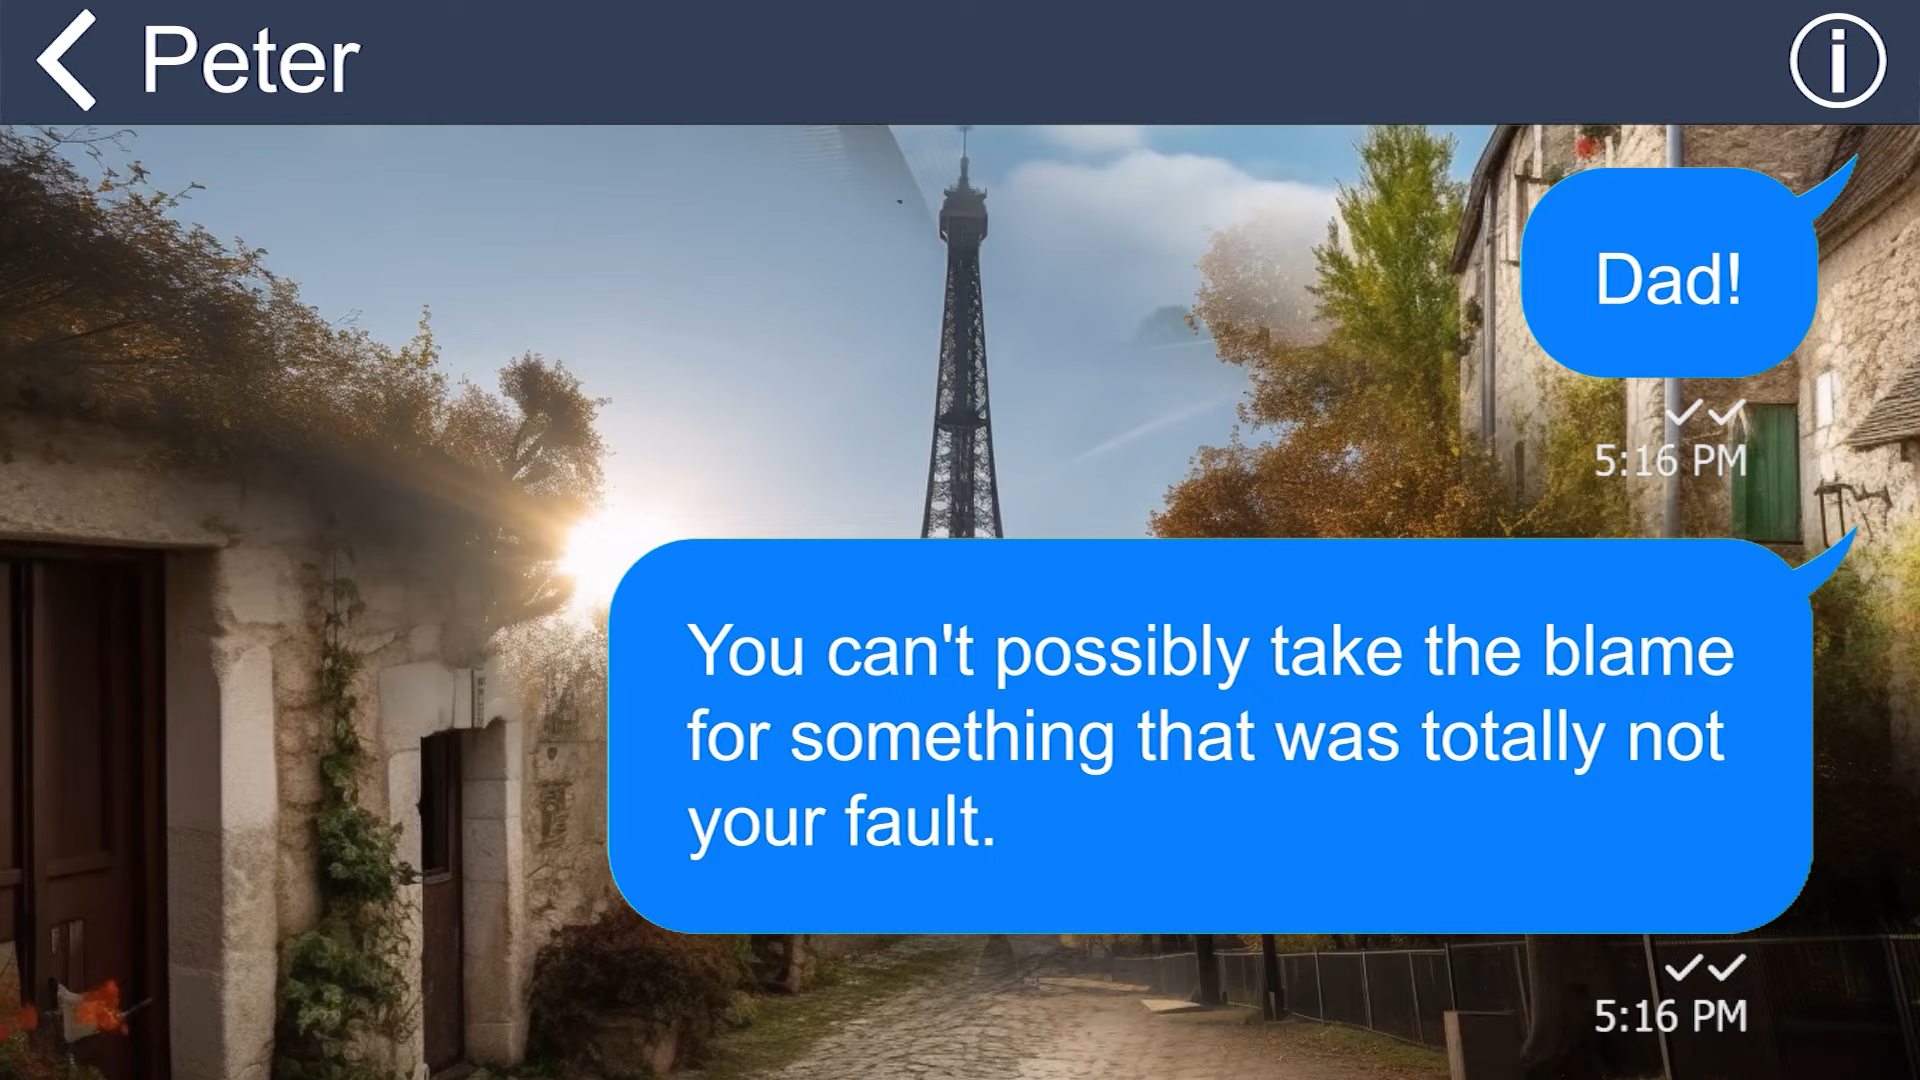 Peter
Dad!
5:16 PM
You can't possibly take the blame
for something that was totally not
your fault.
5:16 PM